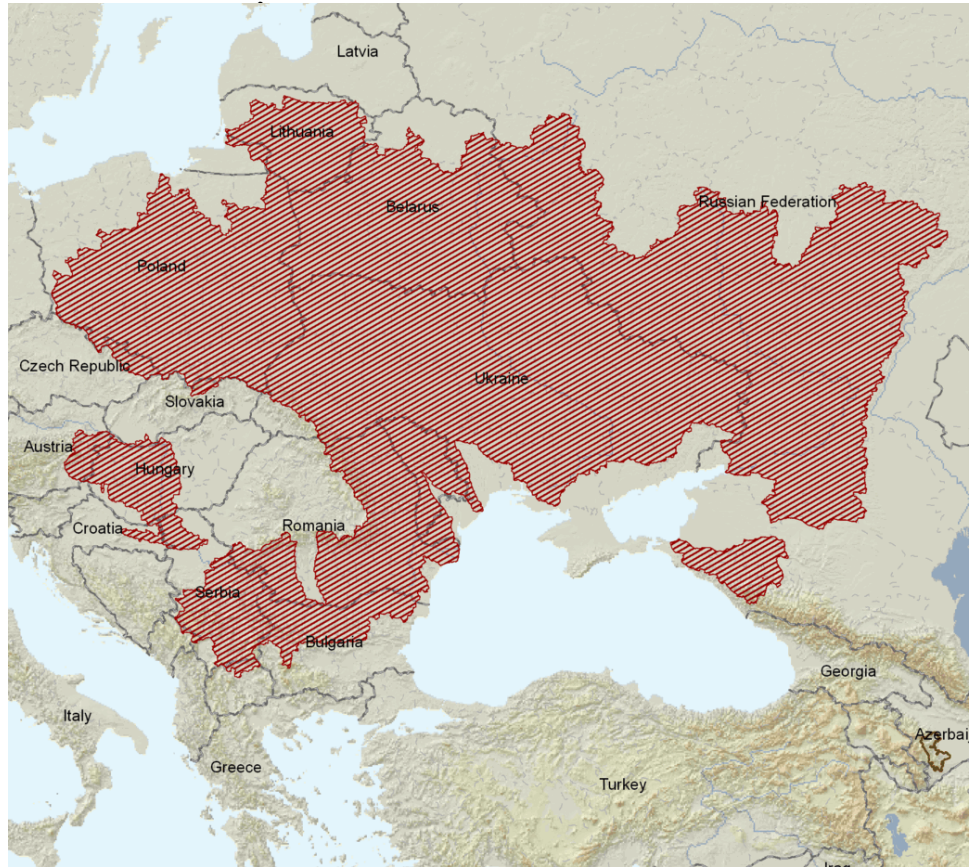 Latvia
Lithuania
Belarus
Russian Federation
Poland
Czech Republic
Ukraine
Slovakia
Austria
Hungary
Croatia
Romania
Serbia
Bulgaria
Georgia
Italy
Azerbai
Greece
Turkey